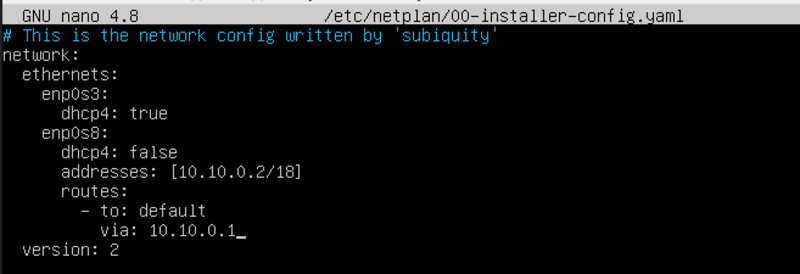 GNU nano 4.8 /etc/netplan/00-installer-config.yaml
# This is the network config written by 'subiquity'
network:
  ethernets:
    enp0s3:
      dhcp4: true
    enp0s8:
      dhcp4: false
      addresses: [10.10.0.2/18]
      routes:
        - to: default
          via: 10.10.0.1_
  version: 2